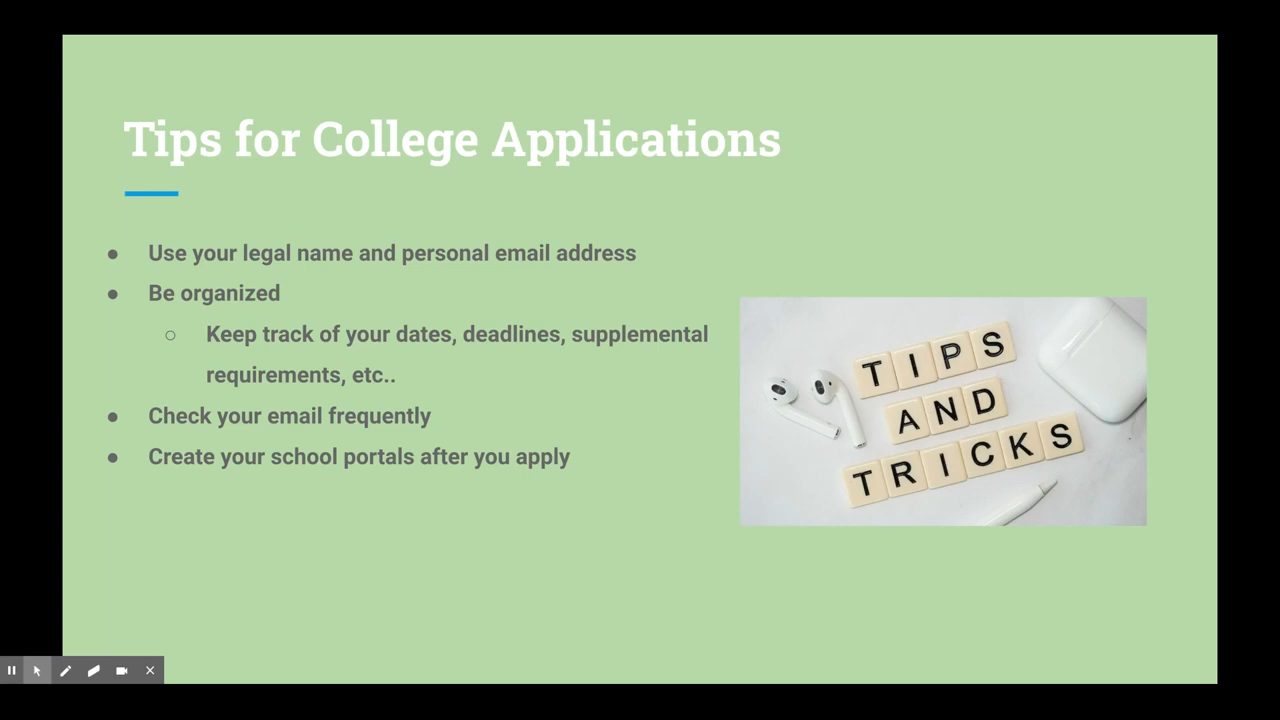 Tips for College Applications
● Use your legal name and personal email address
● Be organized
○ Keep track of your dates, deadlines, supplemental
requirements, etc..
● Check your email frequently
● Create your school portals after you apply
TIPS
AND
TRICKS